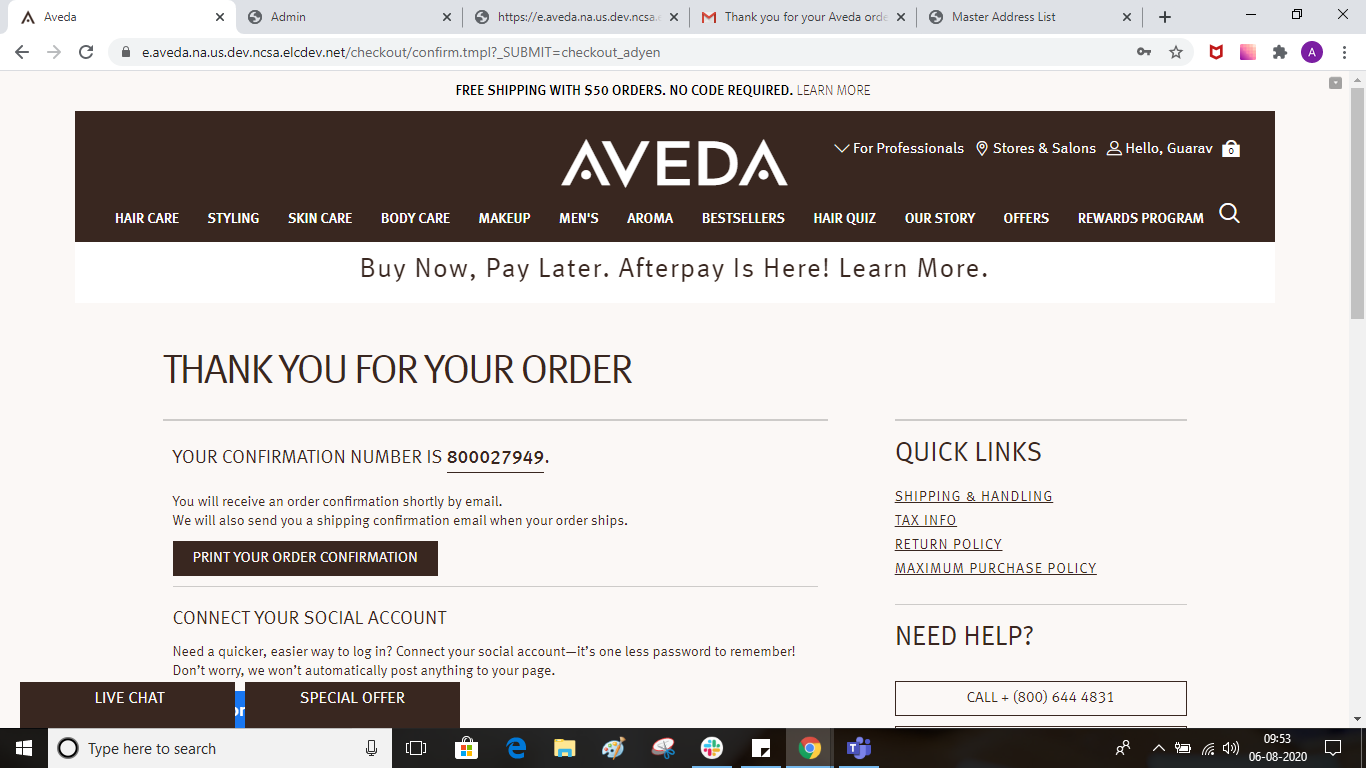 Aveda
Admin
https://e.aveda.na.us.dev.ncsa.e
Thank you for your Aveda orde
Master Address List
e.aveda.na.us.dev.ncsa.elcdev.net/checkout/confirm.tmpl?_SUBMIT=checkout_adyen
A
FREE SHIPPING WITH $50 ORDERS. NO CODE REQUIRED. LEARN MORE
AVEDA
For Professionals
Stores & Salons
Hello, Guarav
0
HAIR CARE
STYLING
SKIN CARE
BODY CARE
MAKEUP
MEN'S
AROMA
BESTSELLERS
HAIR QUIZ
OUR STORY
OFFERS
REWARDS PROGRAM
Buy Now, Pay Later. Afterpay Is Here! Learn More.
THANK YOU FOR YOUR ORDER
YOUR CONFIRMATION NUMBER IS 800027949.
You will receive an order confirmation shortly by email.
We will also send you a shipping confirmation email when your order ships.
PRINT YOUR ORDER CONFIRMATION
CONNECT YOUR SOCIAL ACCOUNT
Need a quicker, easier way to log in? Connect your social account—it's one less password to remember!
Don't worry, we won't automatically post anything to your page.
QUICK LINKS
SHIPPING & HANDLING
TAX INFO
RETURN POLICY
MAXIMUM PURCHASE POLICY
NEED HELP?
CALL + (800) 644 4831
LIVE CHAT
SPECIAL OFFER
Type here to search
09:53
06-08-2020